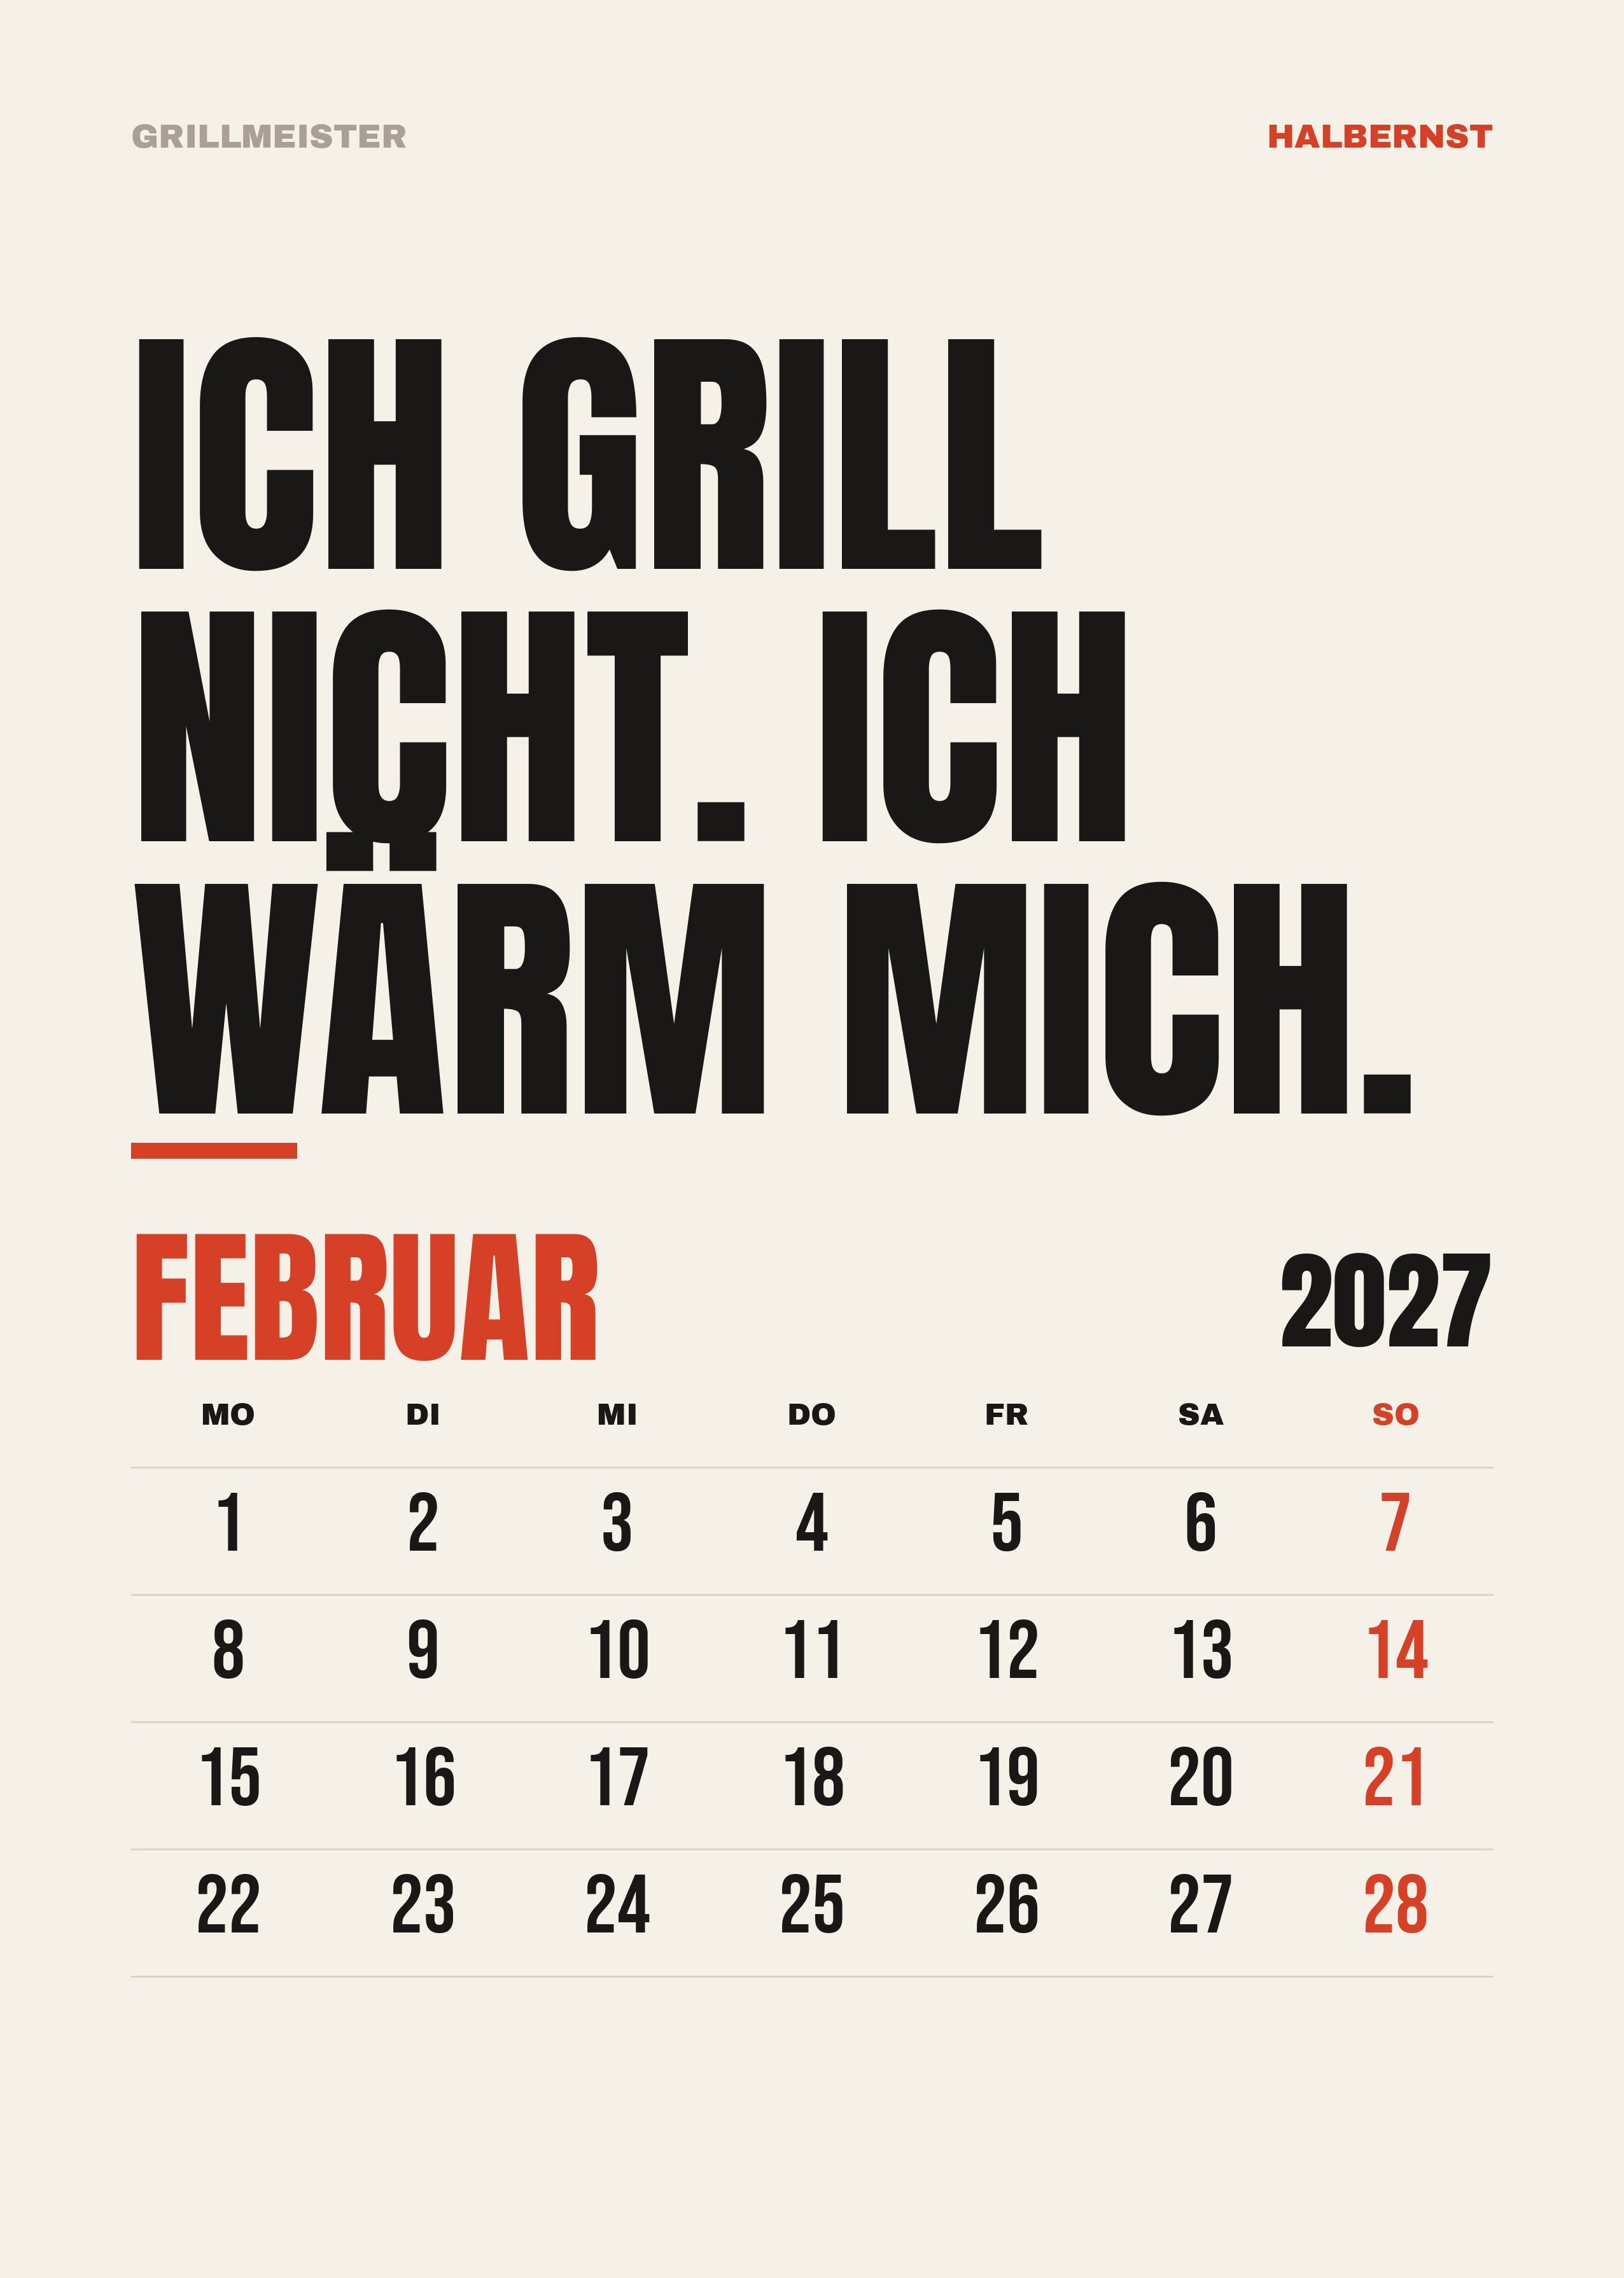 GRILLMEISTER HALBERNST
ICH GRILL
NICHT. ICH
WÄRM MICH.
FEBRUAR 2027
MO DI MI DO FR SA SO
1 2 3 4 5 6 7
8 9 10 11 12 13 14
15 16 17 18 19 20 21
22 23 24 25 26 27 28